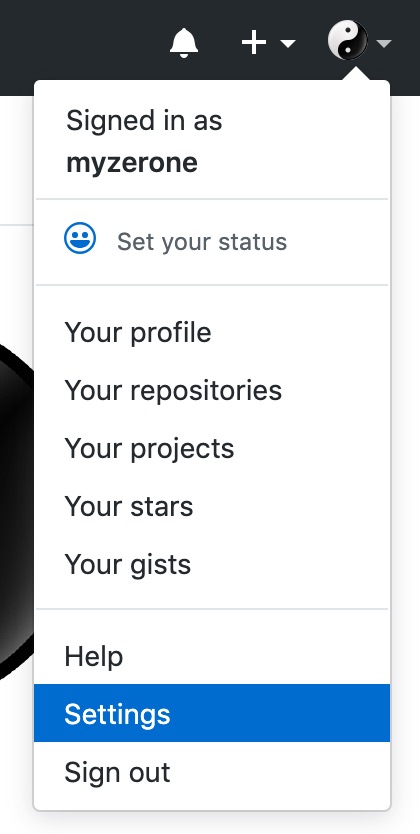 Signed in as
myzerone
Set your status
Your profile
Your repositories
Your projects
Your stars
Your gists
Help
Settings
Sign out